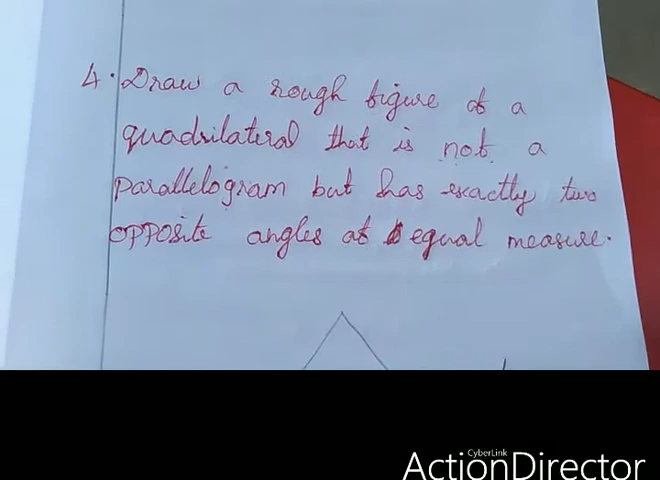 4. Draw a rough figure of a
quadrilateral that is not a
parallelogram but has exactly two
opposite angles of equal measure.
CyberLink
ActionDirector